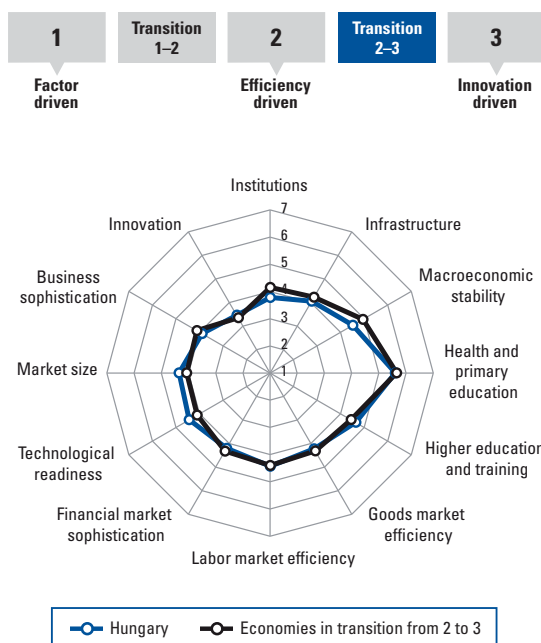 1
Transition
1–2
2
Transition
2–3
3
Factor
driven
Efficiency
driven
Innovation
driven
Institutions
7
Innovation
Infrastructure
6
5
Business
sophistication
Macroeconomic
stability
4
3
2
Market size
1
Health and
primary
education
Technological
readiness
Higher education
and training
Financial market
sophistication
Goods market
efficiency
Labor market efficiency
Hungary
Economies in transition from 2 to 3